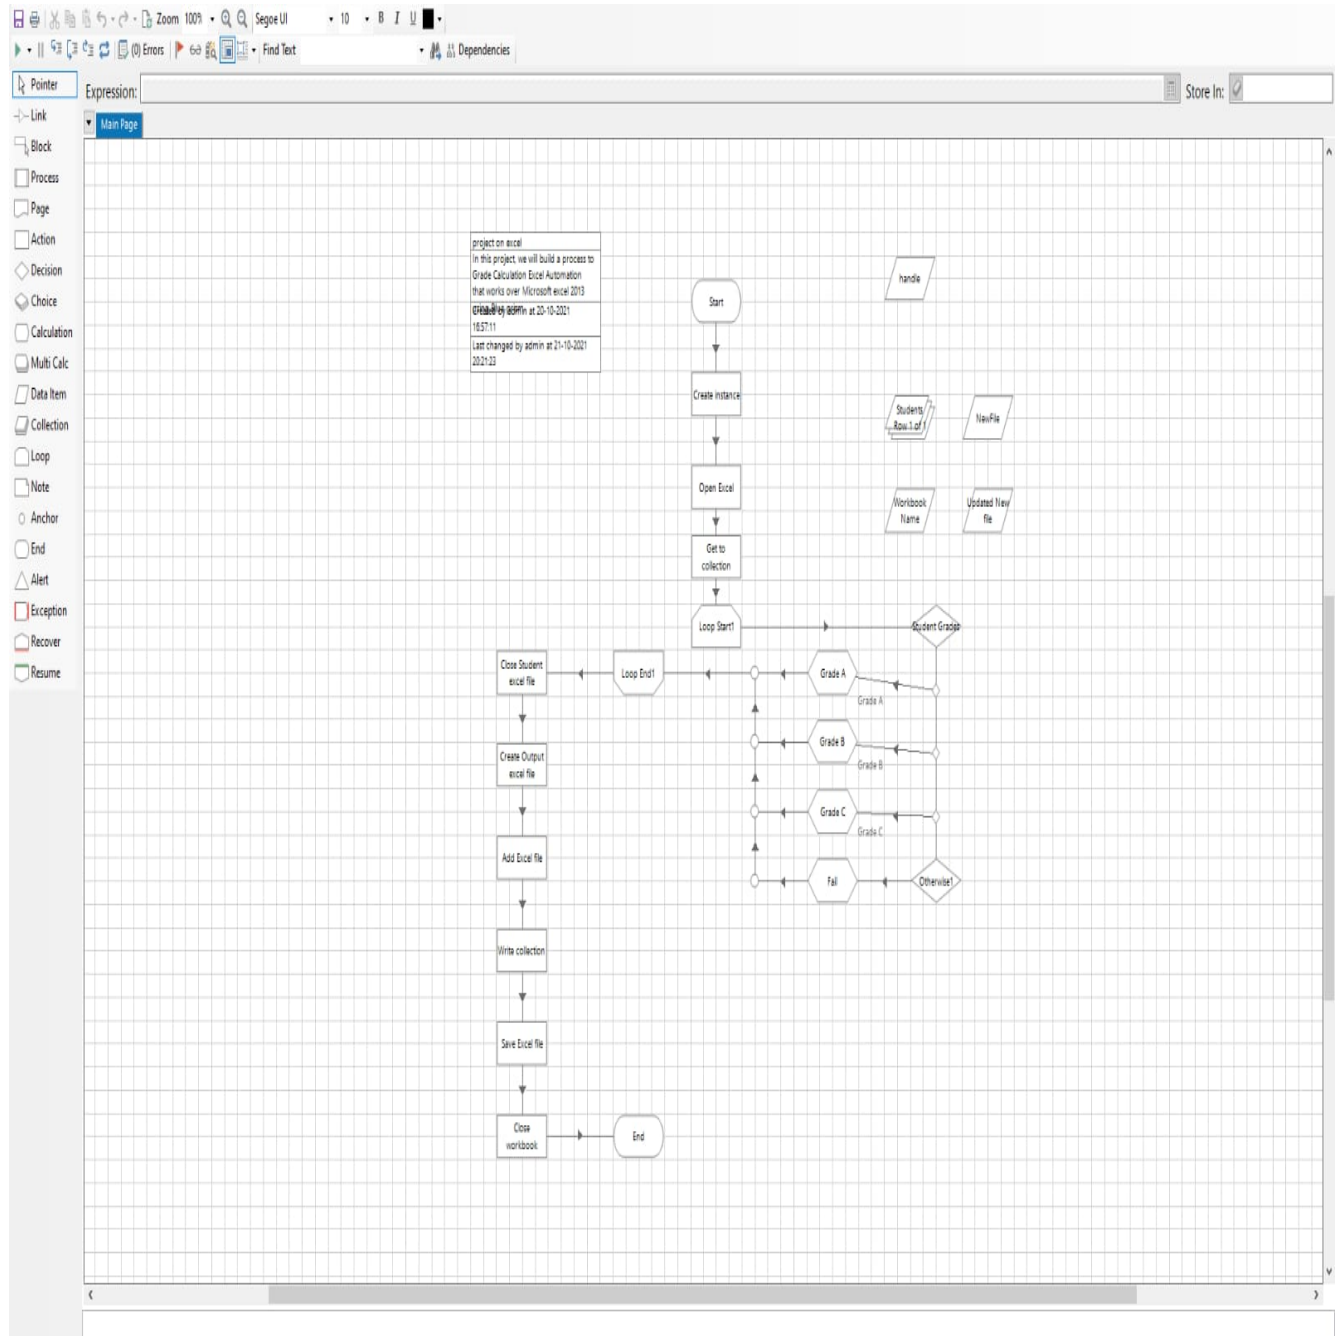 Zoom 100% Segoe UI 10 B I U
(0) Errors Find Text Dependencies
Pointer
Expression:
Store In:
Link
Main Page
Block
Process
Page
Action
Decision
Choice
Calculation
Multi Calc
Data Item
Collection
Loop
Note
Anchor
End
Alert
Exception
Recover
Resume
project on excel
In this project, we will build a process to
Grade Calculation Excel Automation
that works over Microsoft excel 2013
Created by admin at 20-10-2021
16:57:11
Last changed by admin at 21-10-2021
20:21:23
handle
Start
Create instance
Students
Row 1 of 1
NewFile
Open Excel
Workbook
Name
Updated New
file
Get to
collection
Loop Start1
Student Grades
Close Student
excel file
Loop End1
Grade A
Grade A
Create Output
excel file
Grade B
Grade B
Grade C
Grade C
Add Excel file
Fail
Otherwise1
Write collection
Save Excel file
Close
workbook
End